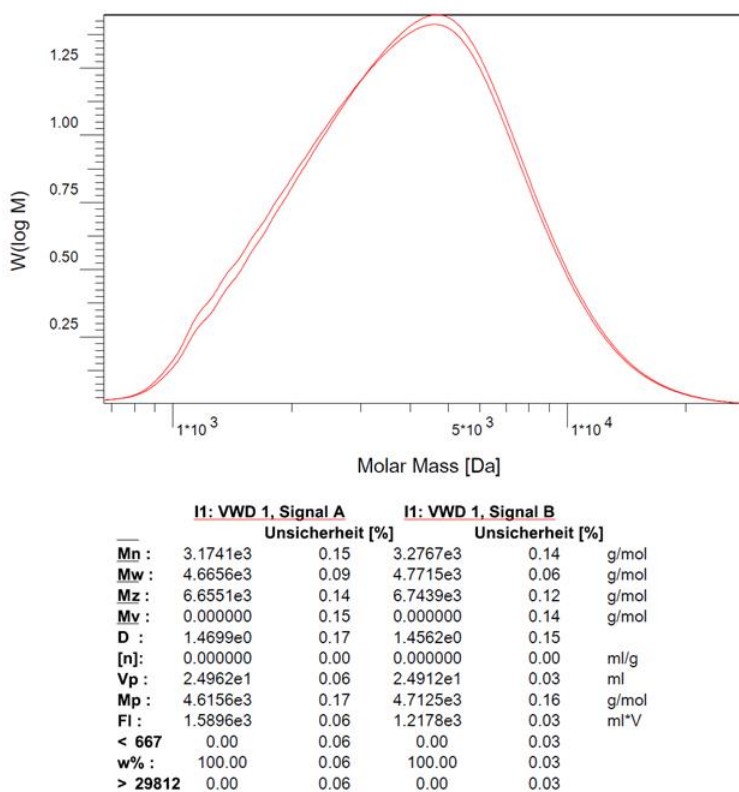 1.25
1.00
0.75
0.50
0.25
W(log M)
1*10³ 5*10³ 1*10⁴
Molar Mass [Da]
I1: VWD 1, Signal A I1: VWD 1, Signal B
Unsicherheit [%] Unsicherheit [%]
Mn : 3.1741e3 0.15 3.2767e3 0.14 g/mol
Mw : 4.6656e3 0.09 4.7715e3 0.06 g/mol
Mz : 6.6551e3 0.14 6.7439e3 0.12 g/mol
Mv : 0.000000 0.15 0.000000 0.14 g/mol
D : 1.4699e0 0.17 1.4562e0 0.15
[n]: 0.000000 0.00 0.000000 0.00 ml/g
Vp : 2.4962e1 0.06 2.4912e1 0.03 ml
Mp : 4.6156e3 0.17 4.7125e3 0.16 g/mol
Fl : 1.5896e3 0.06 1.2178e3 0.03 ml*V
< 667 0.00 0.06 0.00 0.03
w% : 100.00 0.06 100.00 0.03
> 29812 0.00 0.06 0.00 0.03